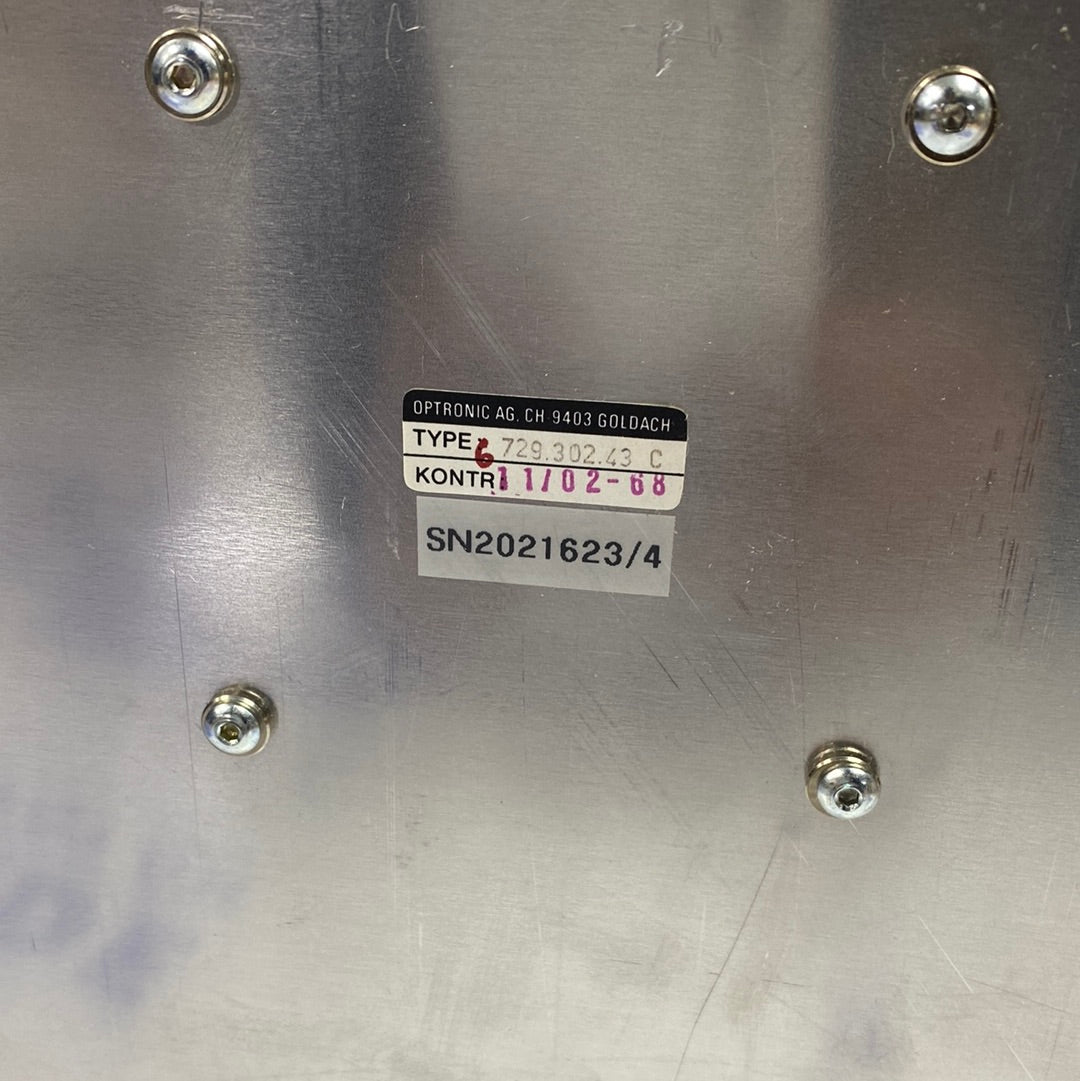 OPTRONIC AG, CH-9403 GOLDACH
TYPE 6 729.302.43 C
KONTR. 11/02-68
SN2021623/4